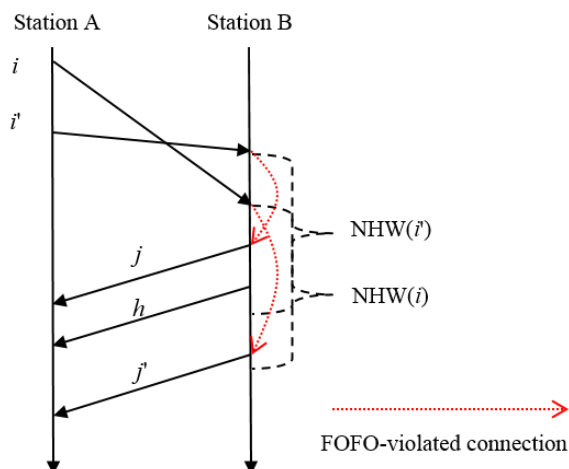 Station A Station B
i
i'
NHW(i')
j
NHW(i)
h
j'
FOFO-violated connection